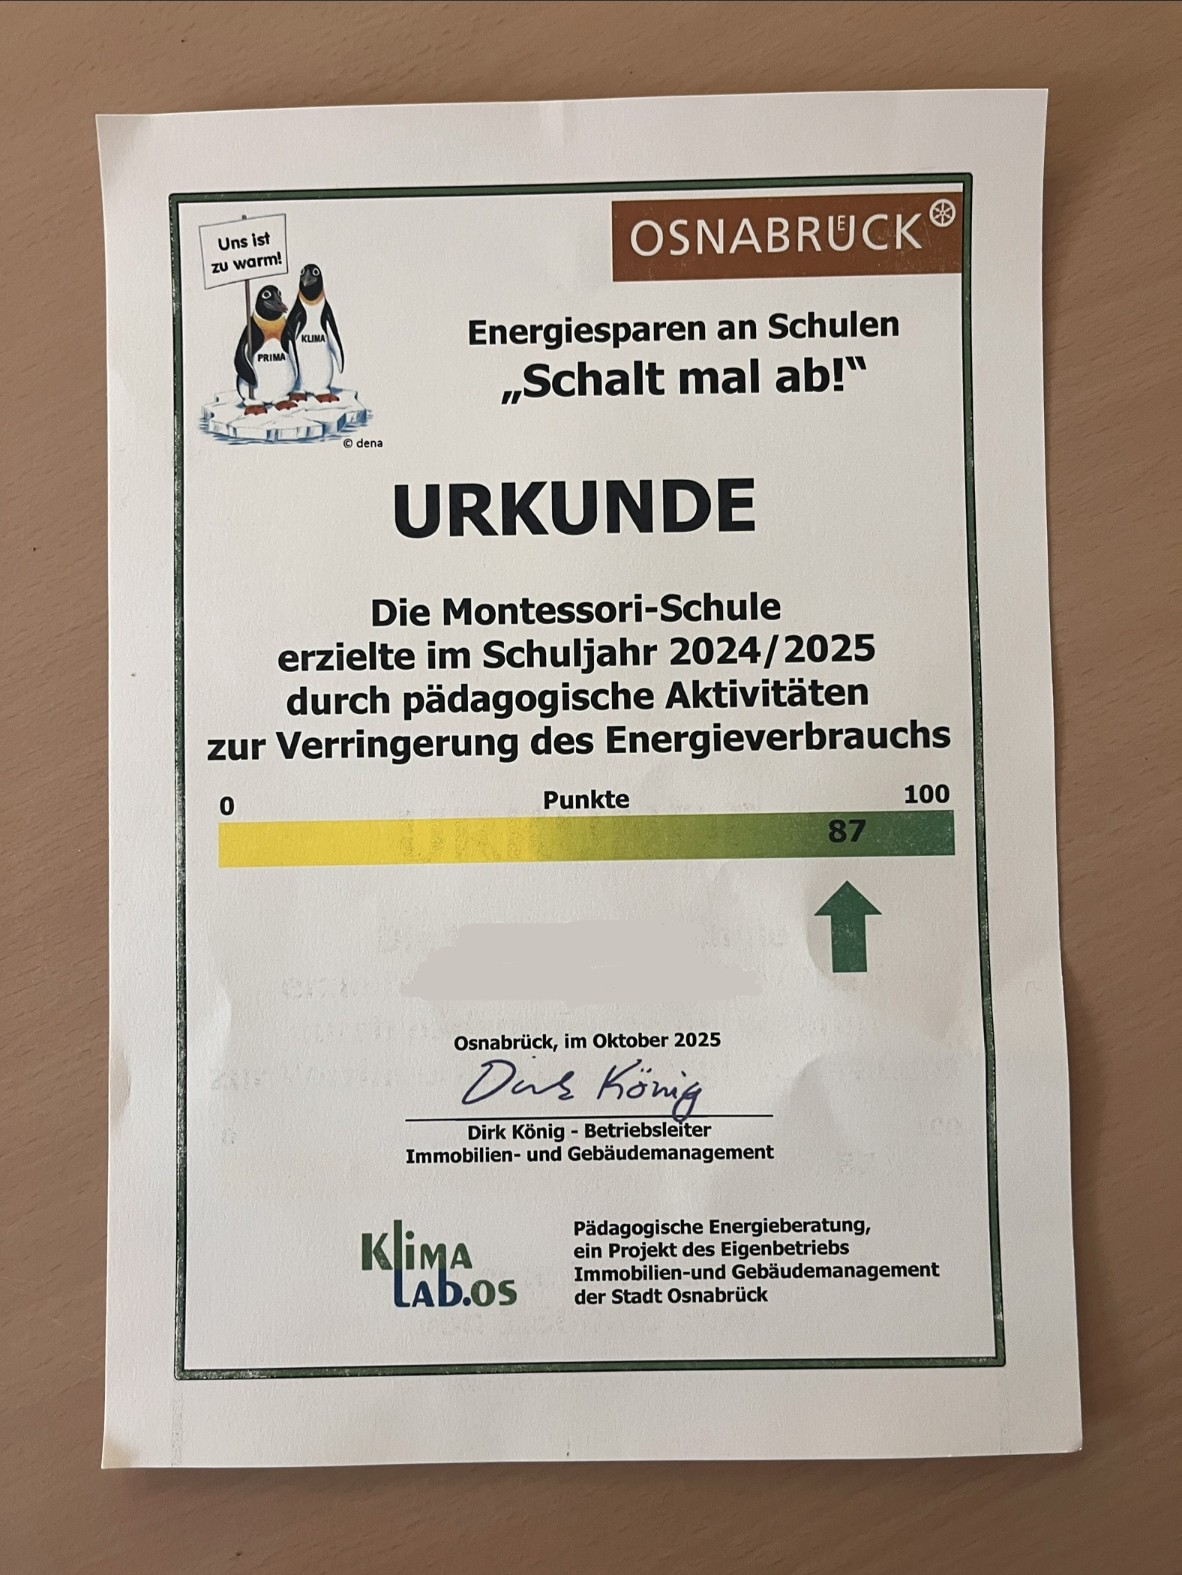 Uns ist
zu warm!
PRIMA
KLIMA
© dena
OSNABRÜCK
Energiesparen an Schulen
„Schalt mal ab!“
URKUNDE
Die Montessori-Schule
erzielte im Schuljahr 2024/2025
durch pädagogische Aktivitäten
zur Verringerung des Energieverbrauchs
0 Punkte 100
87
Osnabrück, im Oktober 2025
Dirk König
Dirk König - Betriebsleiter
Immobilien- und Gebäudemanagement
KliMA
LAb.OS
Pädagogische Energieberatung,
ein Projekt des Eigenbetriebs
Immobilien-und Gebäudemanagement
der Stadt Osnabrück